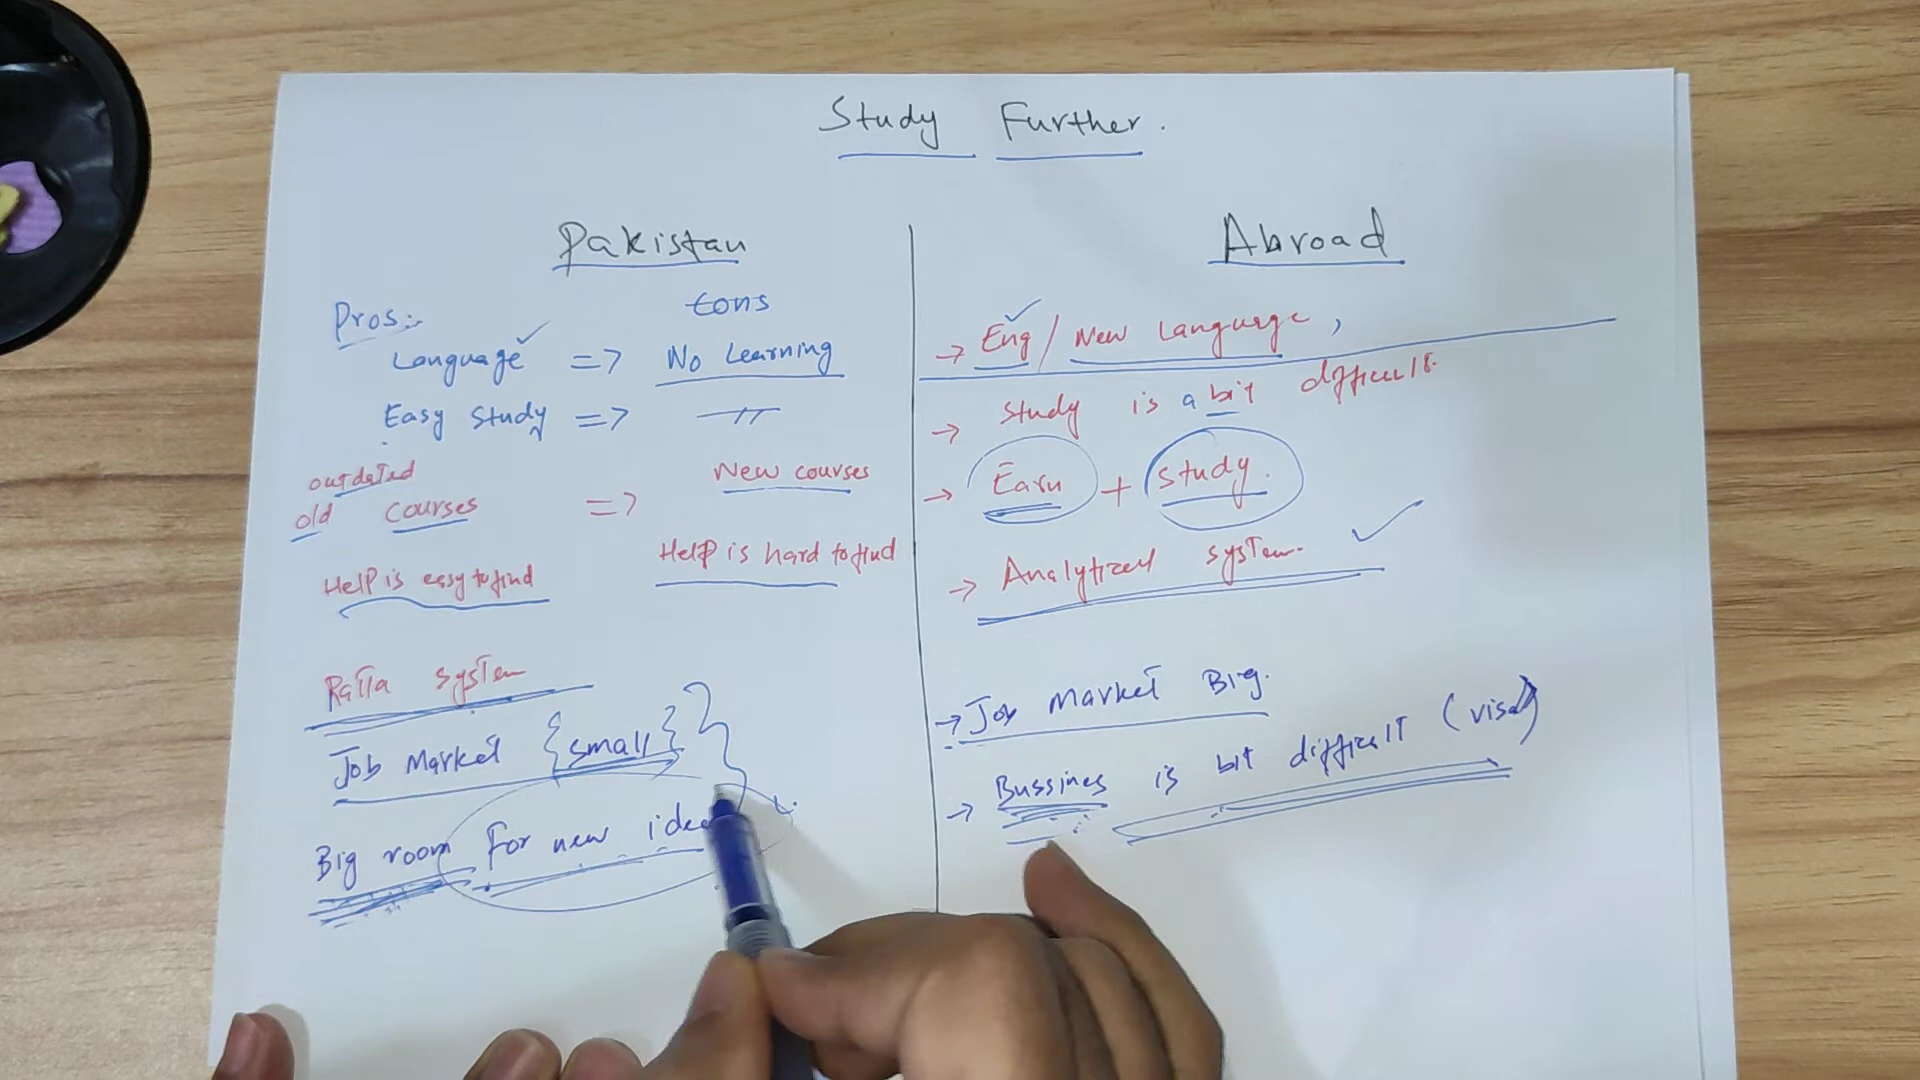 Study Further.
Pakistan
Pros:-
cons
Language => No Learning
Easy Study =>
outdated
old courses => New courses
Help is easy to find
Help is hard to find
Ratta system
Job Market {small}
Big room For new idea
Abroad
→ Eng / New Language,
→ Study is a bit difficult.
→ Earn + study.
→ Analytical system.
→ Job Market Big.
→ Bussines is bit difficult (visa)